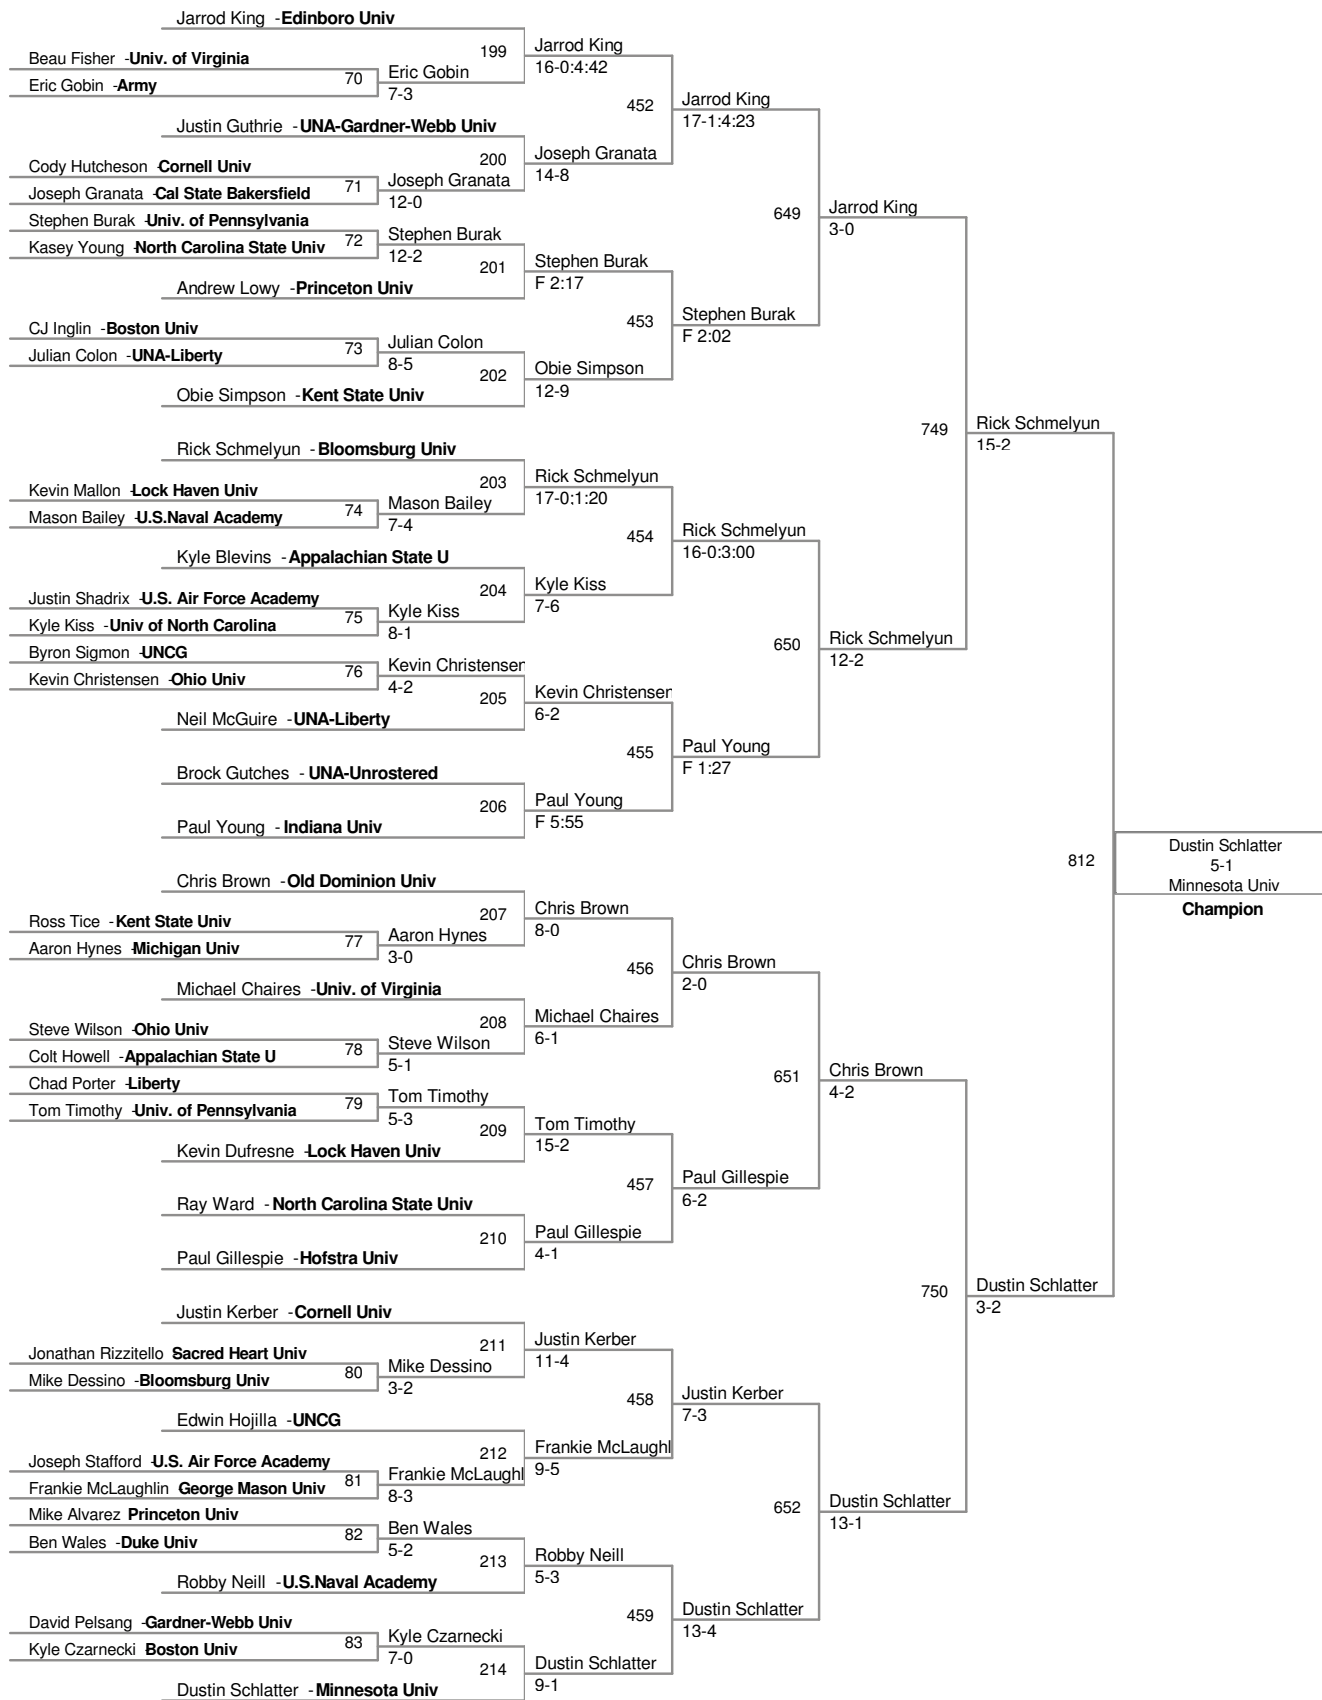 Jarrod King - Edinboro Univ
199 Jarrod King
Beau Fisher - Univ. of Virginia
16-0:4:42
70 Eric Gobin
Eric Gobin - Army
7-3
452 Jarrod King
17-1:4:23
Justin Guthrie - UNA-Gardner-Webb Univ
200 Joseph Granata
Cody Hutcheson - Cornell Univ
14-8
71 Joseph Granata
Joseph Granata - Cal State Bakersfield
12-0
649 Jarrod King
3-0
Stephen Burak - Univ. of Pennsylvania
72 Stephen Burak
Kasey Young - North Carolina State Univ
12-2
201 Stephen Burak
F 2:17
Andrew Lowy - Princeton Univ
453 Stephen Burak
F 2:02
CJ Inglin - Boston Univ
73 Julian Colon
Julian Colon - UNA-Liberty
8-5
202 Obie Simpson
12-9
Obie Simpson - Kent State Univ
749 Rick Schmelyun
15-2
Rick Schmelyun - Bloomsburg Univ
203 Rick Schmelyun
17-0:1:20
Kevin Mallon - Lock Haven Univ
74 Mason Bailey
Mason Bailey - U.S.Naval Academy
7-4
454 Rick Schmelyun
16-0:3:00
Kyle Blevins - Appalachian State U
204 Kyle Kiss
7-6
Justin Shadrix - U.S. Air Force Academy
75 Kyle Kiss
Kyle Kiss - Univ of North Carolina
8-1
650 Rick Schmelyun
12-2
Byron Sigmon - UNCG
76 Kevin Christensen
Kevin Christensen - Ohio Univ
4-2
205 Kevin Christensen
6-2
Neil McGuire - UNA-Liberty
455 Paul Young
F 1:27
Brock Gutches - UNA-Unrostered
206 Paul Young
F 5:55
Paul Young - Indiana Univ
812 Dustin Schlatter
5-1
Minnesota Univ
Champion
Chris Brown - Old Dominion Univ
207 Chris Brown
8-0
Ross Tice - Kent State Univ
77 Aaron Hynes
Aaron Hynes - Michigan Univ
3-0
456 Chris Brown
2-0
Michael Chaires - Univ. of Virginia
208 Michael Chaires
6-1
Steve Wilson - Ohio Univ
78 Steve Wilson
Colt Howell - Appalachian State U
5-1
651 Chris Brown
4-2
Chad Porter - Liberty
79 Tom Timothy
Tom Timothy - Univ. of Pennsylvania
5-3
209 Tom Timothy
15-2
Kevin Dufresne - Lock Haven Univ
457 Paul Gillespie
6-2
Ray Ward - North Carolina State Univ
210 Paul Gillespie
4-1
Paul Gillespie - Hofstra Univ
750 Dustin Schlatter
3-2
Justin Kerber - Cornell Univ
211 Justin Kerber
11-4
Jonathan Rizzitello Sacred Heart Univ
80 Mike Dessino
Mike Dessino - Bloomsburg Univ
3-2
458 Justin Kerber
7-3
Edwin Hojilla - UNCG
212 Frankie McLaughl
9-5
Joseph Stafford - U.S. Air Force Academy
81 Frankie McLaughl
Frankie McLaughlin George Mason Univ
8-3
652 Dustin Schlatter
13-1
Mike Alvarez Princeton Univ
82 Ben Wales
Ben Wales - Duke Univ
5-2
213 Robby Neill
5-3
Robby Neill - U.S.Naval Academy
459 Dustin Schlatter
13-4
David Pelsang - Gardner-Webb Univ
83 Kyle Czarnecki
Kyle Czarnecki Boston Univ
7-0
214 Dustin Schlatter
9-1
Dustin Schlatter - Minnesota Univ